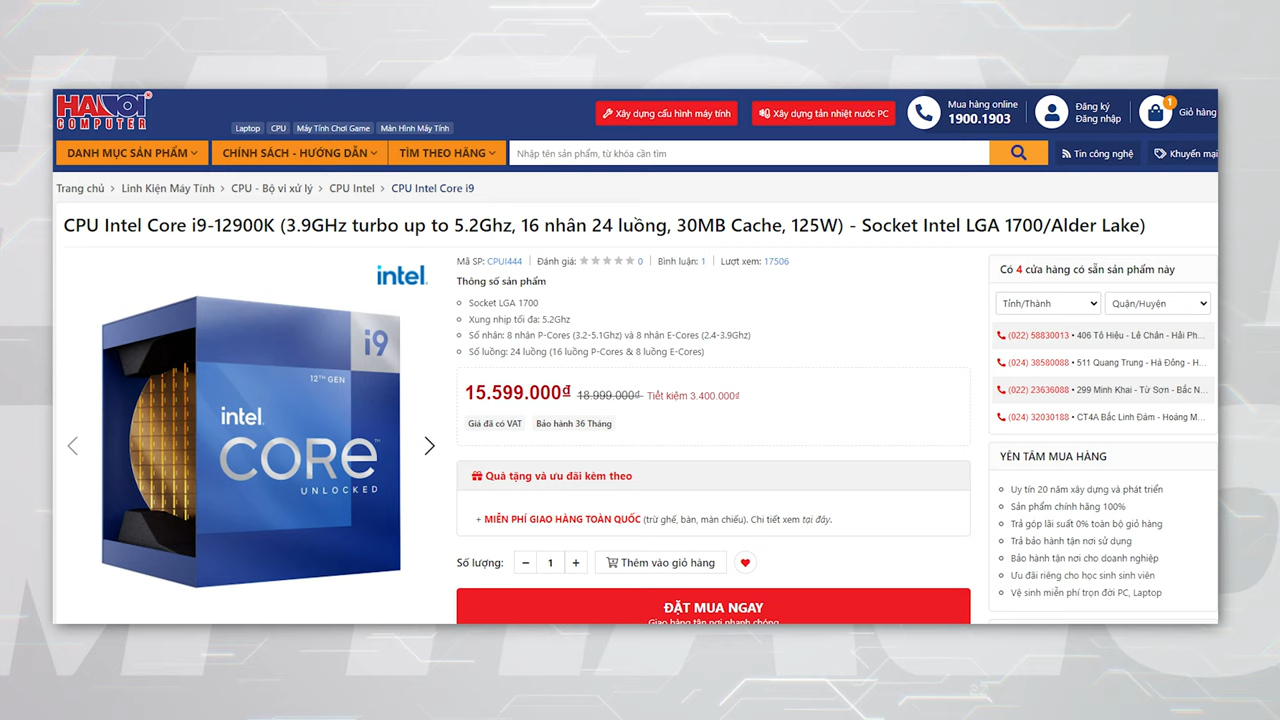 HANOI
COMPUTER
Laptop CPU Máy Tính Chơi Game Màn Hình Máy Tính
Xây dựng cấu hình máy tính
Xây dựng tản nhiệt nước PC
Mua hàng online
1900.1903
Đăng ký
Đăng nhập
1
Giỏ hàng
DANH MỤC SẢN PHẨM
CHÍNH SÁCH - HƯỚNG DẪN
TÌM THEO HÃNG
Nhập tên sản phẩm, từ khóa cần tìm
Tin công nghệ
Khuyến mại
Trang chủ > Linh Kiện Máy Tính > CPU - Bộ vi xử lý > CPU Intel > CPU Intel Core i9
CPU Intel Core i9-12900K (3.9GHz turbo up to 5.2Ghz, 16 nhân 24 luồng, 30MB Cache, 125W) - Socket Intel LGA 1700/Alder Lake)
intel.
i9
12TH GEN
intel.
CORE™
UNLOCKED
Mã SP: CPUI444 | Đánh giá: ★★★★★ 0 | Bình luận: 1 | Lượt xem: 17506
Thông số sản phẩm
Socket LGA 1700
Xung nhịp tối đa: 5.2Ghz
Số nhân: 8 nhân P-Cores (3.2-5.1Ghz) và 8 nhân E-Cores (2.4-3.9Ghz)
Số luồng: 24 luồng (16 luồng P-Cores & 8 luồng E-Cores)
15.599.000₫ 18.999.000₫ Tiết kiệm 3.400.000₫
Giá đã có VAT Bảo hành 36 Tháng
Quà tặng và ưu đãi kèm theo
+ MIỄN PHÍ GIAO HÀNG TOÀN QUỐC (trừ ghế, bàn, màn chiếu). Chi tiết xem tại đây.
Số lượng: − 1 + Thêm vào giỏ hàng
ĐẶT MUA NGAY
Giao hàng tận nơi nhanh chóng
Có 4 cửa hàng có sẵn sản phẩm này
Tỉnh/Thành Quận/Huyện
(022) 58830013 • 406 Tô Hiệu - Lê Chân - Hải Ph...
(024) 38580088 • 511 Quang Trung - Hà Đông - H...
(022) 23636088 • 299 Minh Khai - Từ Sơn - Bắc N...
(024) 32030188 • CT4A Bắc Linh Đàm - Hoàng M...
YÊN TÂM MUA HÀNG
Uy tín 20 năm xây dựng và phát triển
Sản phẩm chính hãng 100%
Trả góp lãi suất 0% toàn bộ giỏ hàng
Trả bảo hành tận nơi sử dụng
Bảo hành tận nơi cho doanh nghiệp
Ưu đãi riêng cho học sinh sinh viên
Vệ sinh miễn phí trọn đời PC, Laptop